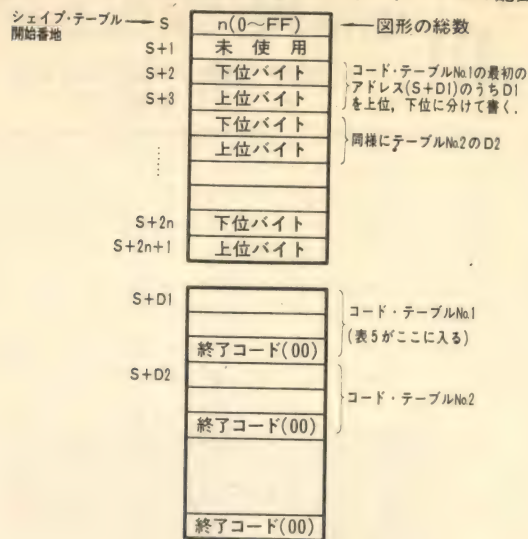 シェイプ・テーブル
開始番地
S
n(0〜FF)
図形の総数
S+1
未使用
S+2
下位バイト
S+3
上位バイト
コード・テーブルNo.1の最初の
アドレス(S+D1)のうちD1
を上位,下位に分けて書く.
下位バイト
上位バイト
同様にテーブルNo.2のD2
S+2n
下位バイト
S+2n+1
上位バイト
S+D1
コード・テーブルNo.1
(表5がここに入る)
終了コード(00)
S+D2
コード・テーブルNo.2
終了コード(00)
終了コード(00)